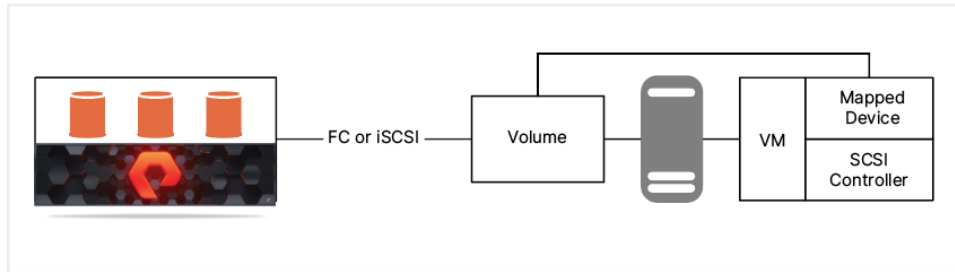 FC or iSCSI
Volume
VM
Mapped
Device
SCSI
Controller